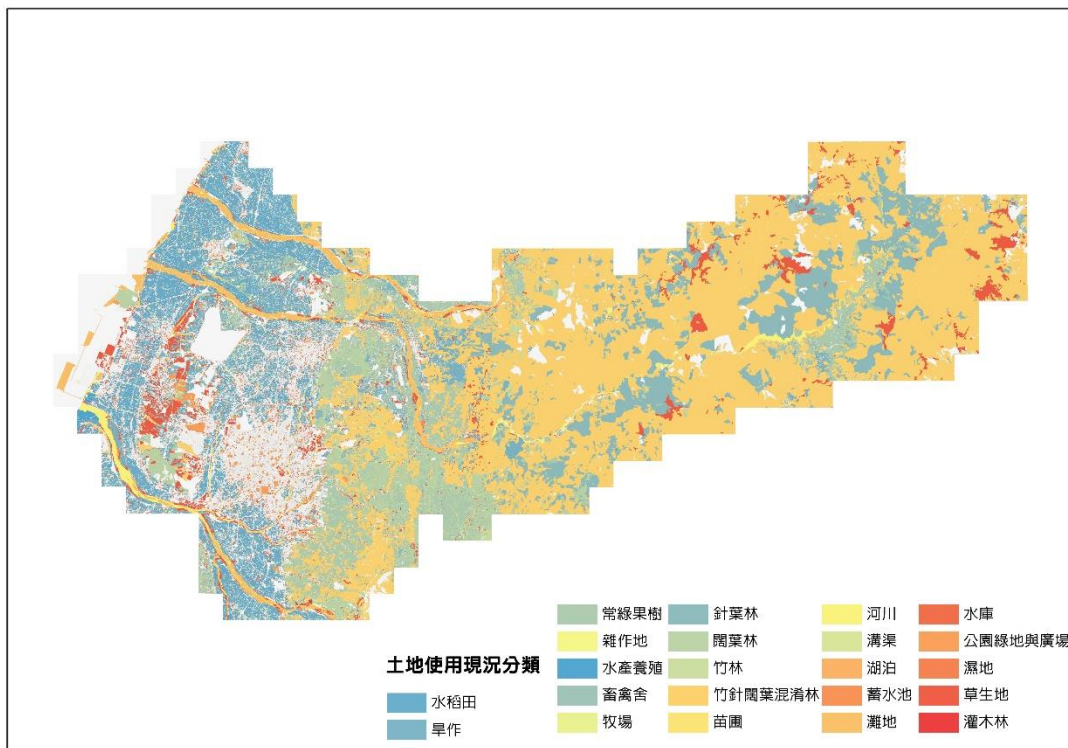 土地使用現況分類
水稻田
旱作
常綠果樹
雜作地
水產養殖
畜禽舍
牧場
針葉林
闊葉林
竹林
竹針闊葉混淆林
苗圃
河川
溝渠
湖泊
蓄水池
灘地
水庫
公園綠地與廣場
濕地
草生地
灌木林